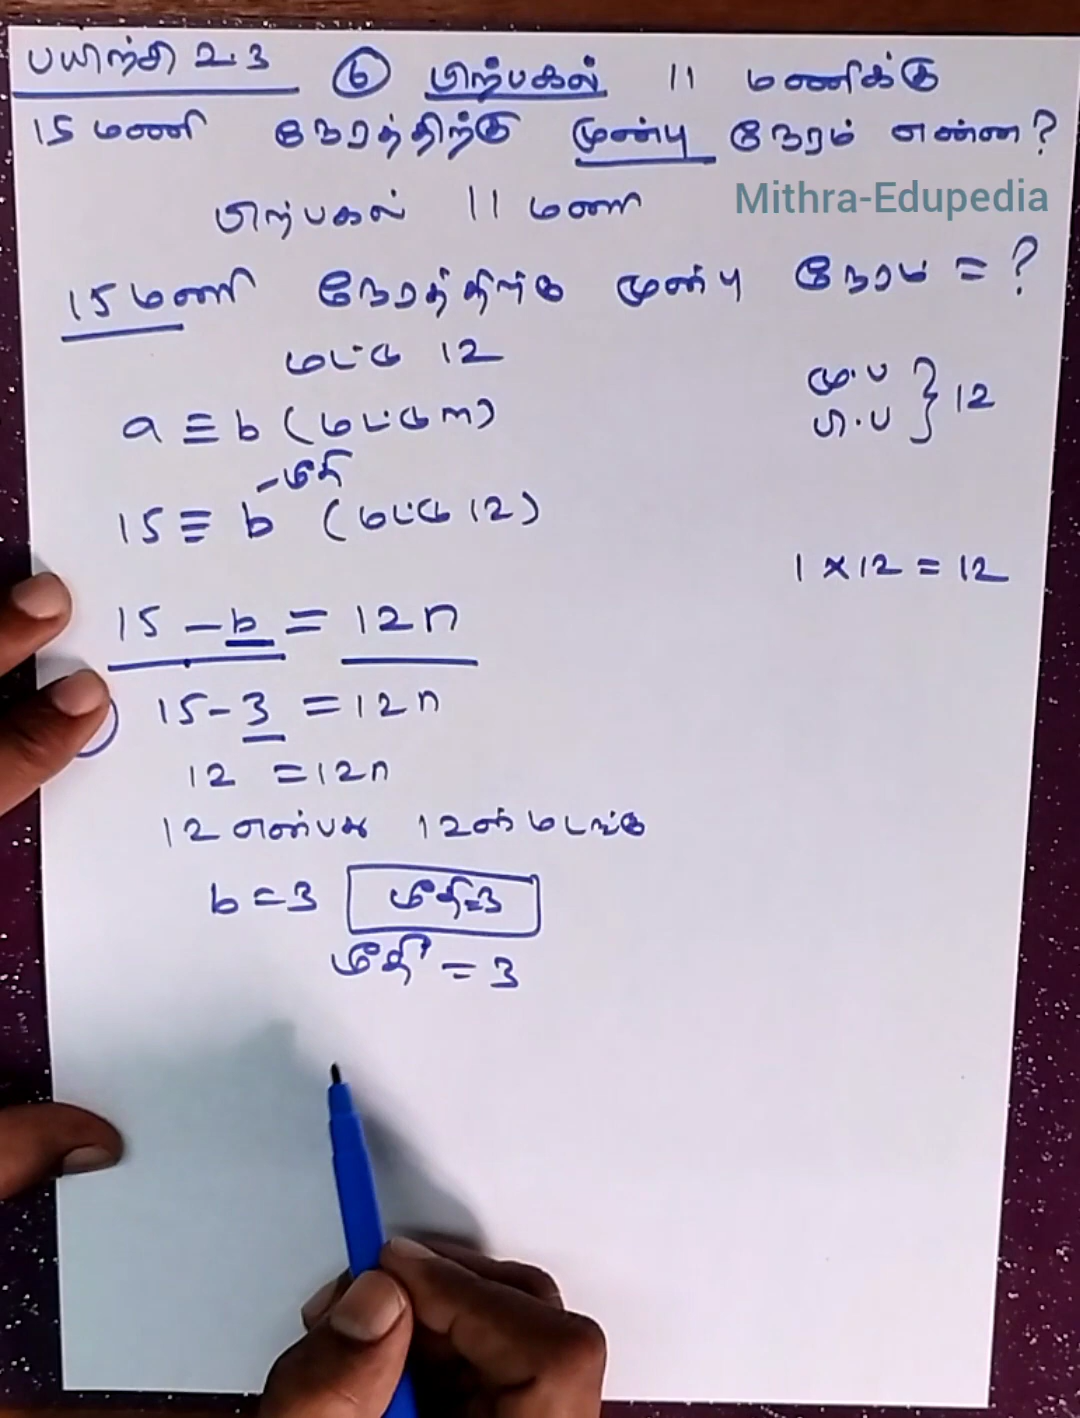 பயிற்சி 2.3 ⑥ பிற்பகல் 11 மணிக்கு
15 மணி நேரத்திற்கு முன்பு நேரம் என்ன?
Mithra-Edupedia
பிற்பகல் 11 மணி
15 மணி நேரத்திற்கு முன்பு நேரம் = ?
மட்டு 12
மு.ப
பி.ப } 12
a ≡ b (மட்டு m)
- மீதி
15 ≡ b (மட்டு 12)
1 × 12 = 12
15 – b = 12n
15 – 3 = 12n
12 = 12n
12 என்பது 12ன் மடங்கு
b = 3 மீதி=3
மீதி = 3